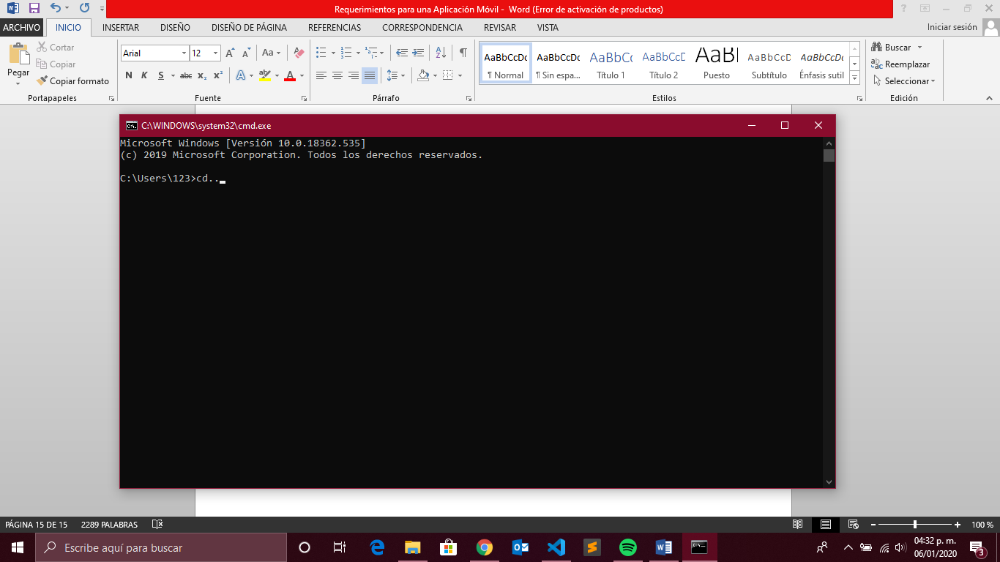 Requerimientos para una Aplicación Móvil - Word (Error de activación de productos)
ARCHIVO INICIO INSERTAR DISEÑO DISEÑO DE PÁGINA REFERENCIAS CORRESPONDENCIA REVISAR VISTA Iniciar sesión
Pegar
Cortar
Copiar
Copiar formato
Portapapeles
Arial 12
N K S abc x₂ x²
Aa
A
Fuente
Párrafo
AaBbCcDc AaBbCcDc AaBbCc AaBbCcD AaBl AaBbCcD AaBbCcDc
¶ Normal ¶ Sin espa... Título 1 Título 2 Puesto Subtítulo Énfasis sutil
Estilos
Buscar
Reemplazar
Seleccionar
Edición
C:\WINDOWS\system32\cmd.exe
Microsoft Windows [Versión 10.0.18362.535]
(c) 2019 Microsoft Corporation. Todos los derechos reservados.
C:\Users\123>cd..
PÁGINA 15 DE 15 2289 PALABRAS 100 %
Escribe aquí para buscar
04:32 p. m.
06/01/2020
3